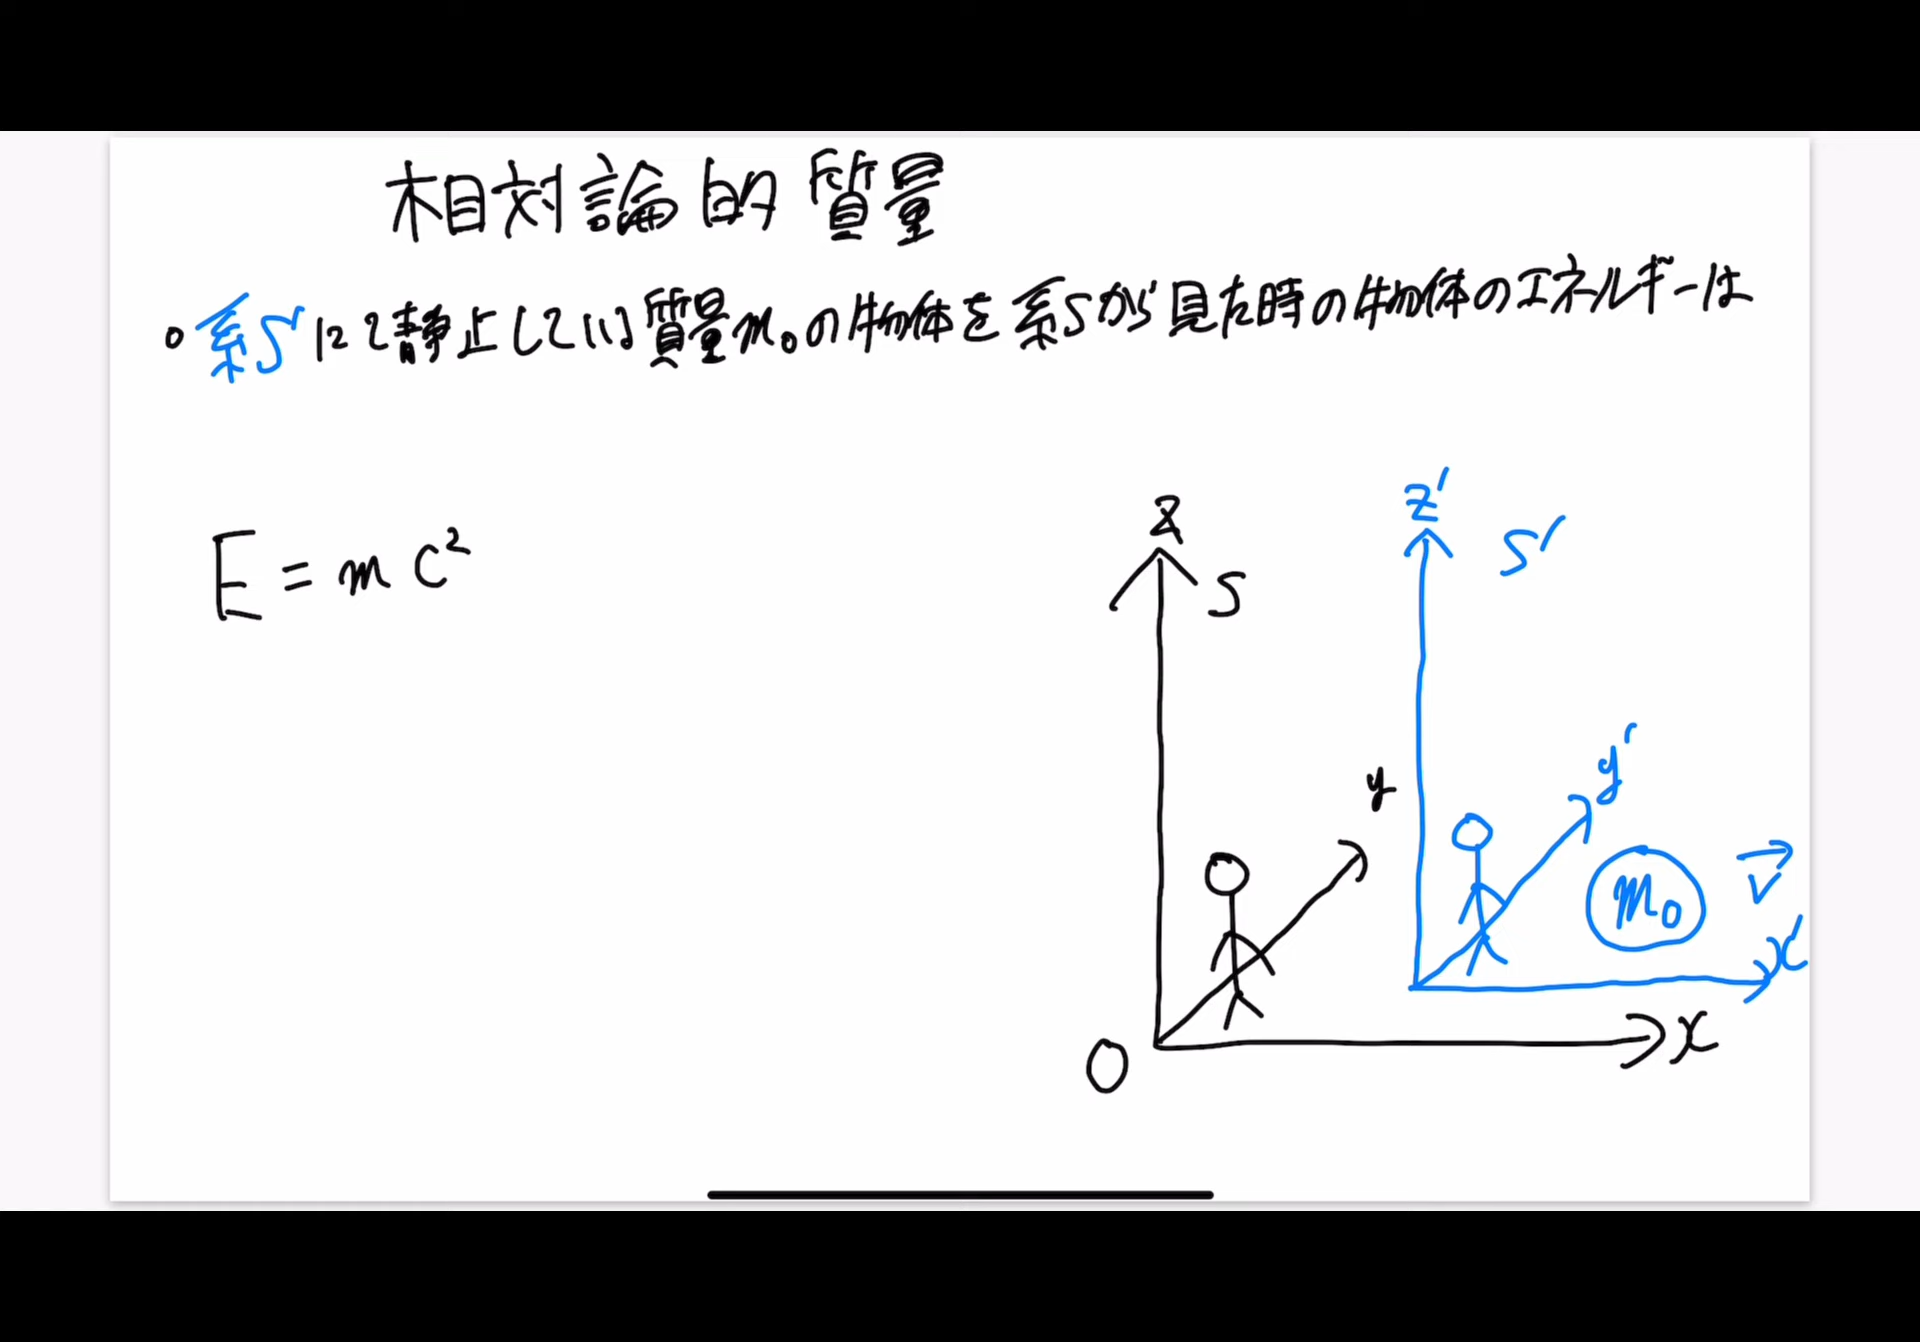 相対論的質量
○系S'にて静止してい質量m₀の物体を系Sから見た時の物体のエネルギーは
E = mc²
z
S
z'
S'
y
y'
m₀
v⃗
x'
x
O